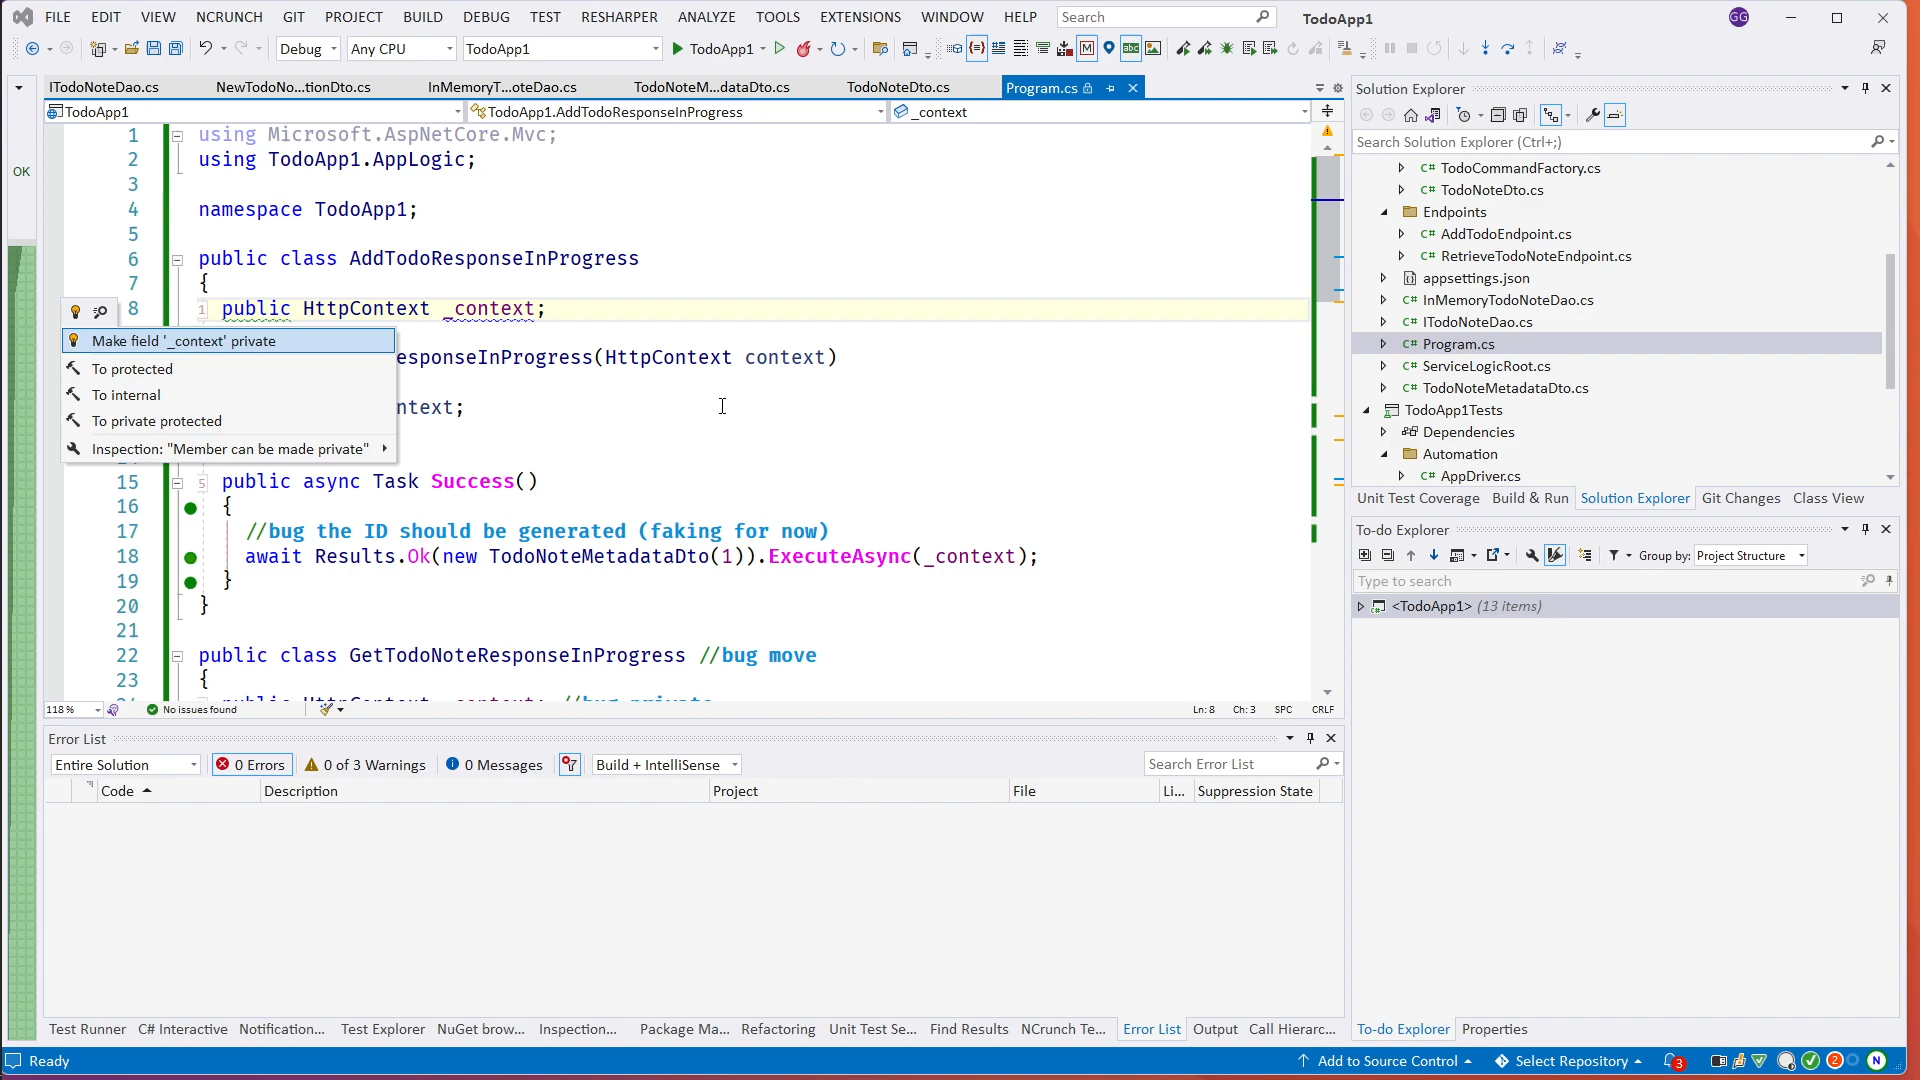 FILE EDIT VIEW NCRUNCH GIT PROJECT BUILD DEBUG TEST RESHARPER ANALYZE TOOLS EXTENSIONS WINDOW HELP Search TodoApp1 GG
Debug Any CPU TodoApp1 TodoApp1
ITodoNoteDao.cs NewTodoNo...tionDto.cs InMemoryT...oteDao.cs TodoNoteM...dataDto.cs TodoNoteDto.cs Program.cs
TodoApp1 TodoApp1.AddTodoResponseInProgress _context
OK
1 using Microsoft.AspNetCore.Mvc;
2 using TodoApp1.AppLogic;
3
4 namespace TodoApp1;
5
6 public class AddTodoResponseInProgress
7 {
8 1 public HttpContext _context;
Make field '_context' private
esponseInProgress(HttpContext context)
To protected
To internal
ntext;
To private protected
Inspection: "Member can be made private"
15 5 public async Task Success()
16 {
17 //bug the ID should be generated (faking for now)
18 await Results.Ok(new TodoNoteMetadataDto(1)).ExecuteAsync(_context);
19 }
20 }
21
22 public class GetTodoNoteResponseInProgress //bug move
23 {
118 % No issues found Ln: 8 Ch: 3 SPC CRLF
Error List
Entire Solution 0 Errors 0 of 3 Warnings 0 Messages Build + IntelliSense Search Error List
Code Description Project File Li... Suppression State
Test Runner C# Interactive Notification... Test Explorer NuGet brow... Inspection... Package Ma... Refactoring Unit Test Se... Find Results NCrunch Te... Error List Output Call Hierarc...
Solution Explorer
Search Solution Explorer (Ctrl+;)
C# TodoCommandFactory.cs
C# TodoNoteDto.cs
Endpoints
C# AddTodoEndpoint.cs
C# RetrieveTodoNoteEndpoint.cs
appsettings.json
C# InMemoryTodoNoteDao.cs
C# ITodoNoteDao.cs
C# Program.cs
C# ServiceLogicRoot.cs
C# TodoNoteMetadataDto.cs
TodoApp1Tests
Dependencies
Automation
C# AppDriver.cs
Unit Test Coverage Build & Run Solution Explorer Git Changes Class View
To-do Explorer
Group by: Project Structure
Type to search
<TodoApp1> (13 items)
To-do Explorer Properties
Ready Add to Source Control Select Repository 3 2 N